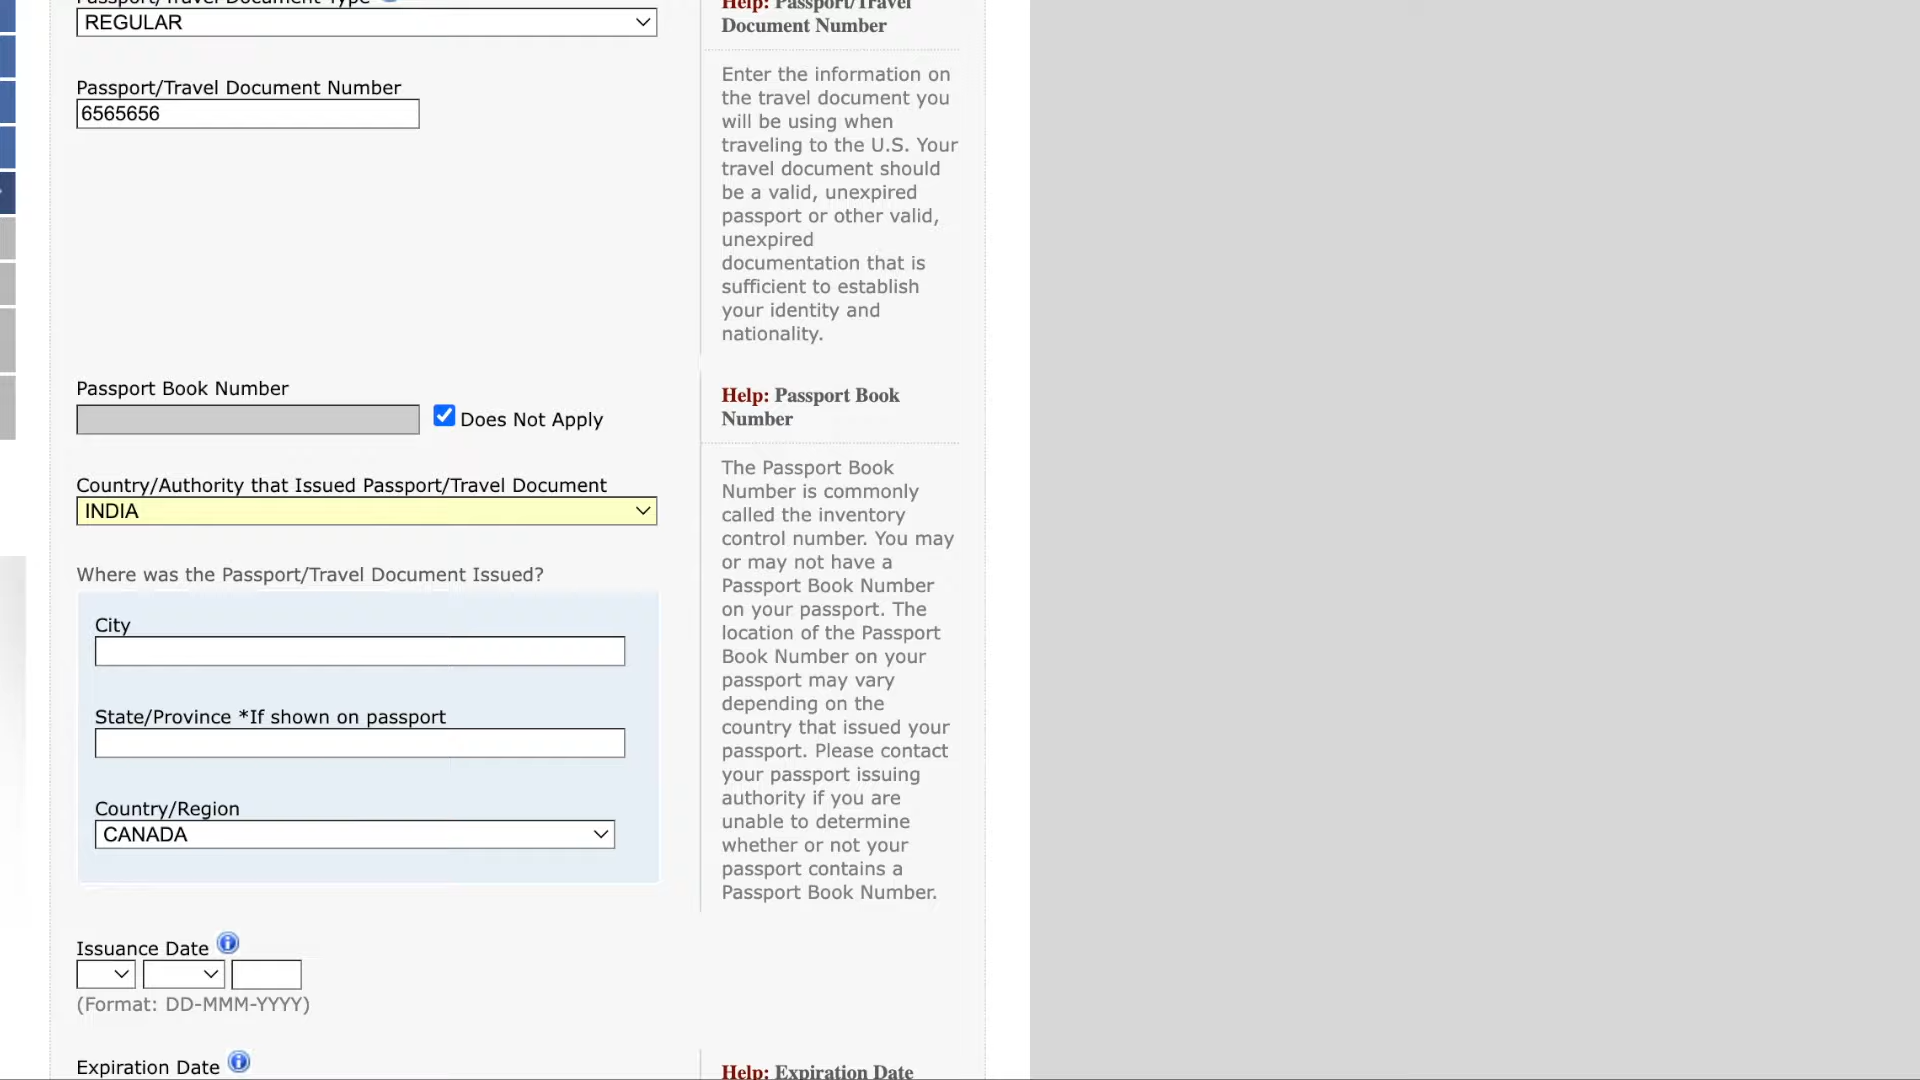 Passport/Travel Document Type
REGULAR
Passport/Travel Document Number
6565656
Help: Passport/Travel
Document Number
Enter the information on
the travel document you
will be using when
traveling to the U.S. Your
travel document should
be a valid, unexpired
passport or other valid,
unexpired
documentation that is
sufficient to establish
your identity and
nationality.
Passport Book Number
Does Not Apply
Country/Authority that Issued Passport/Travel Document
INDIA
Where was the Passport/Travel Document Issued?
City
State/Province *If shown on passport
Country/Region
CANADA
Help: Passport Book
Number
The Passport Book
Number is commonly
called the inventory
control number. You may
or may not have a
Passport Book Number
on your passport. The
location of the Passport
Book Number on your
passport may vary
depending on the
country that issued your
passport. Please contact
your passport issuing
authority if you are
unable to determine
whether or not your
passport contains a
Passport Book Number.
Issuance Date
(Format: DD-MMM-YYYY)
Expiration Date
Help: Expiration Date